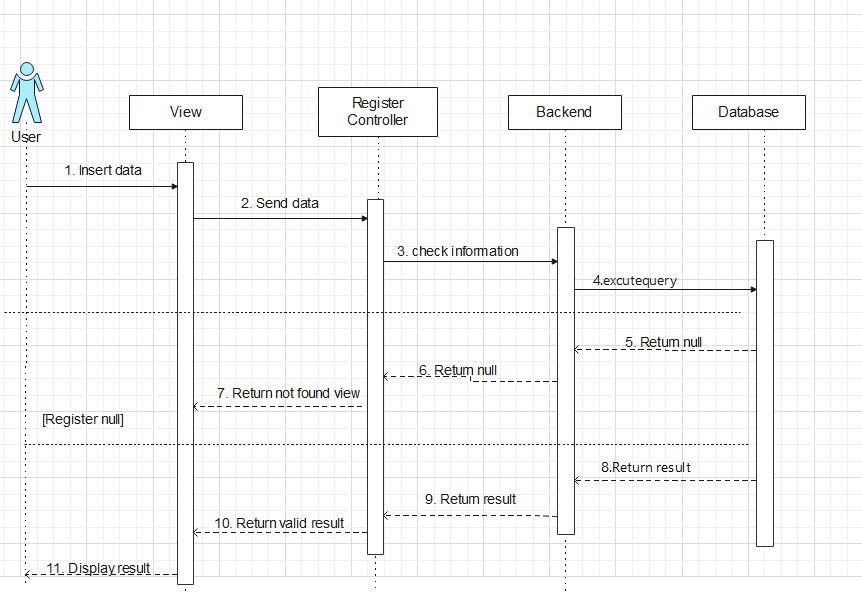 Register
View
Controller
Backend
Database
User
1. Insert data
2. Send data
3. check information
4.excutequery
5. Return null
6. Return null
7. Return not found view
[Register null]
8.Return result
9. Return result
10. Return valid result
11. Display result